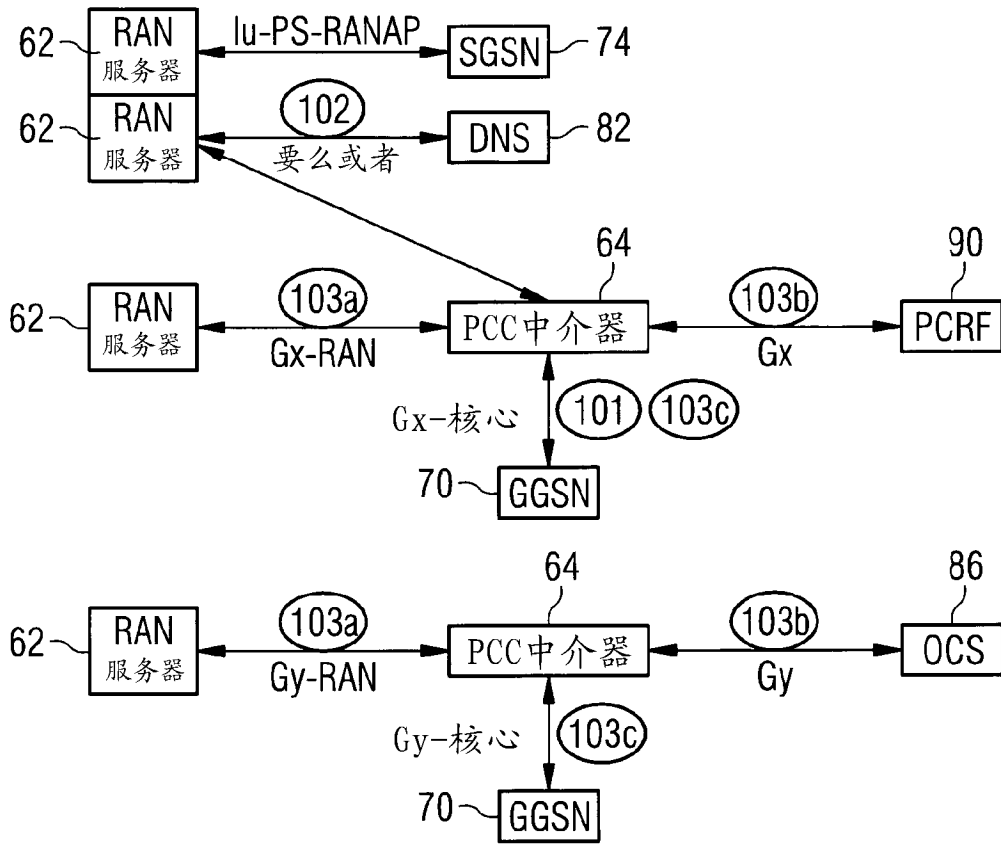 62
RAN
服务器
Iu-PS-RANAP
SGSN
74
62
RAN
服务器
102
要么或者
DNS
82
62
RAN
服务器
103a
Gx-RAN
64
PCC中介器
103b
Gx
90
PCRF
Gx-核心
101
103c
70
GGSN
62
RAN
服务器
103a
Gy-RAN
64
PCC中介器
103b
Gy
86
OCS
Gy-核心
103c
70
GGSN